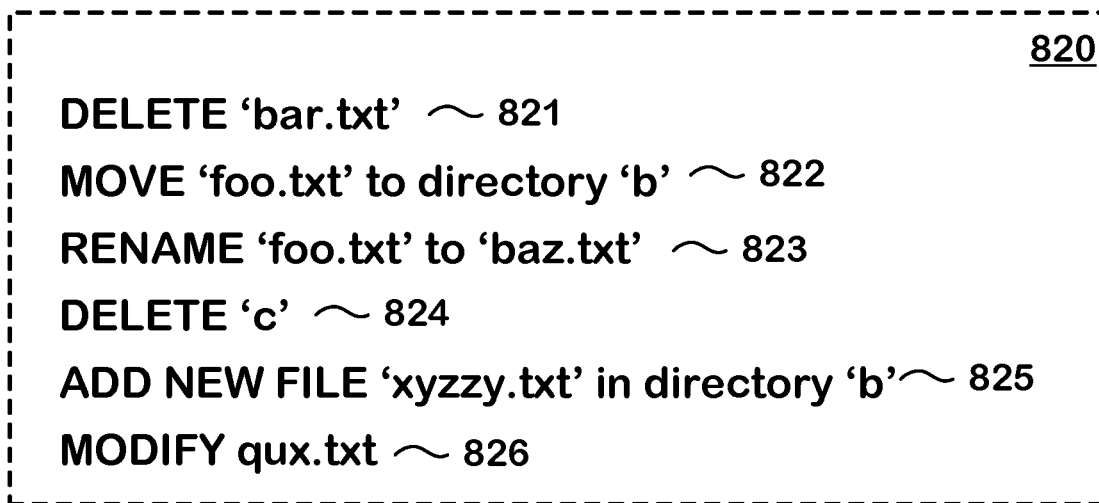 820
DELETE ‘bar.txt’ 821
MOVE ‘foo.txt’ to directory ‘b’ 822
RENAME ‘foo.txt’ to ‘baz.txt’ 823
DELETE ‘c’ 824
ADD NEW FILE ‘xyzzy.txt’ in directory ‘b’ 825
MODIFY qux.txt 826